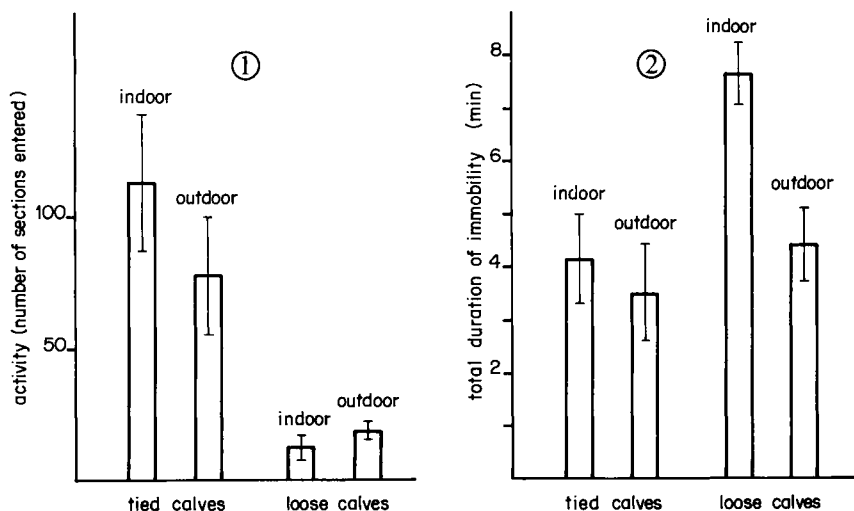 ①
indoor
outdoor
100
50
indoor
outdoor
activity (number of sections entered)
tied calves
loose calves
②
indoor
8
6
indoor
outdoor
outdoor
4
2
total duration of immobility (min)
tied calves
loose calves